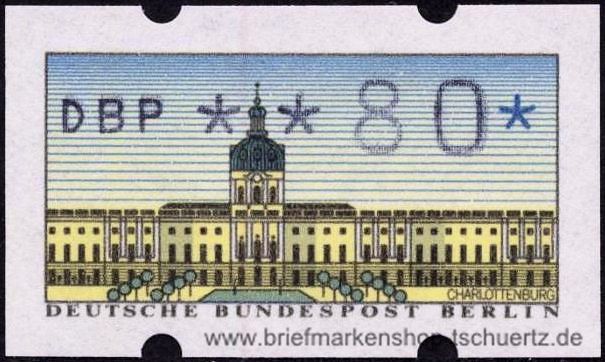 DBP ** 80*
CHARLOTTENBURG
DEUTSCHE BUNDESPOST BERLIN
www.briefmarkenshop-tschuertz.de